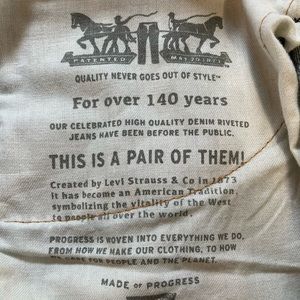 PATENTED MAY 20 1873
QUALITY NEVER GOES OUT OF STYLE™
For over 140 years
OUR CELEBRATED HIGH QUALITY DENIM RIVETED
JEANS HAVE BEEN BEFORE THE PUBLIC.
THIS IS A PAIR OF THEM!
Created by Levi Strauss & Co in 1873
it has become an American Tradition,
symbolizing the vitality of the West
to people all over the world.
PROGRESS IS WOVEN INTO EVERYTHING WE DO,
FROM HOW WE MAKE OUR CLOTHING, TO HOW
WE CARE FOR PEOPLE AND THE PLANET.
MADE OF PROGRESS